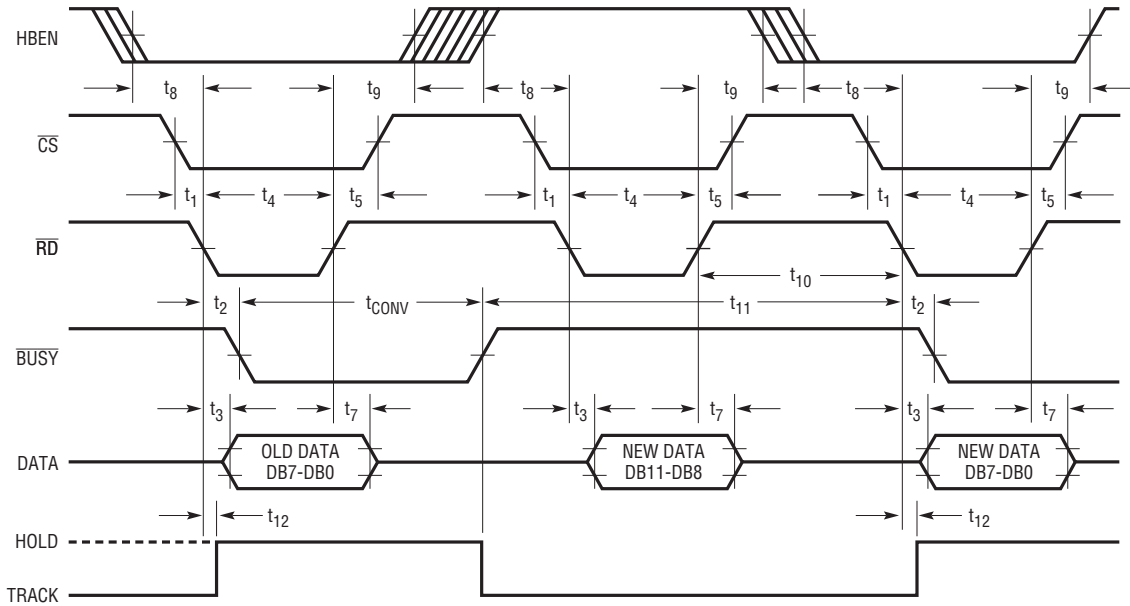 HBEN
t8 t9 t8 t9 t8 t9
CS
t1 t4 t5 t1 t4 t5 t1 t4 t5
RD
t10
t2 tCONV t11 t2
BUSY
t3 t7 t3 t7 t3 t7
DATA
OLD DATA
DB7-DB0
NEW DATA
DB11-DB8
NEW DATA
DB7-DB0
t12 t12
HOLD
TRACK